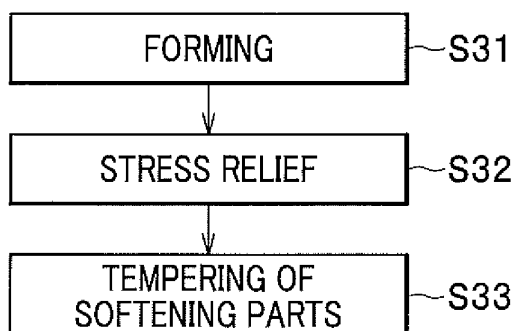 FORMING S31
STRESS RELIEF S32
TEMPERING OF
SOFTENING PARTS S33